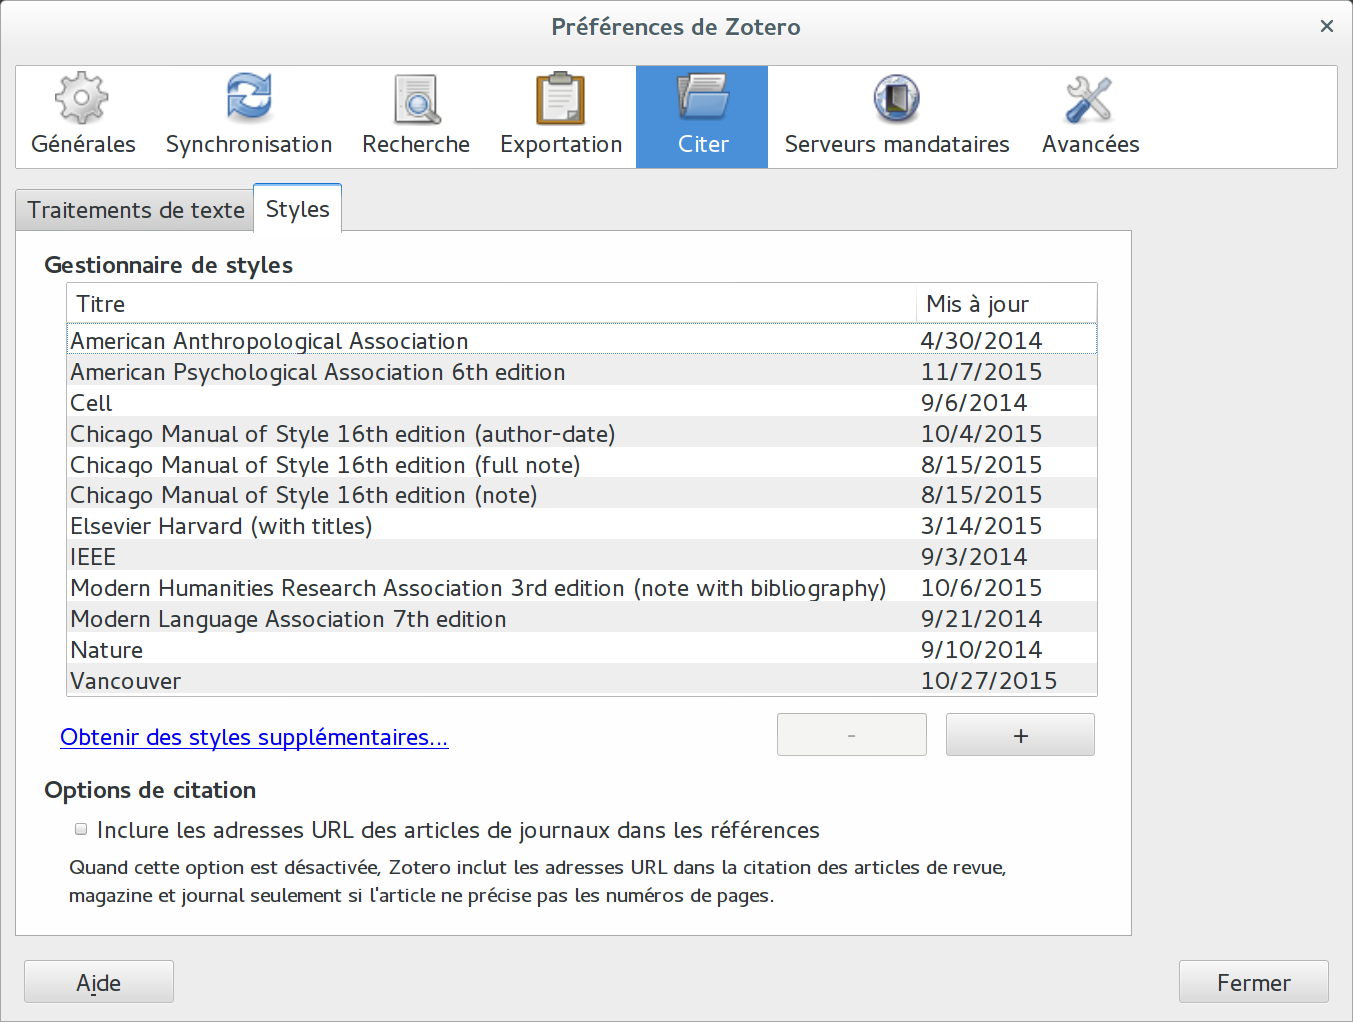 Préférences de Zotero
Générales
Synchronisation
Recherche
Exportation
Citer
Serveurs mandataires
Avancées
Traitements de texte
Styles
Gestionnaire de styles
Titre Mis à jour
American Anthropological Association 4/30/2014
American Psychological Association 6th edition 11/7/2015
Cell 9/6/2014
Chicago Manual of Style 16th edition (author-date) 10/4/2015
Chicago Manual of Style 16th edition (full note) 8/15/2015
Chicago Manual of Style 16th edition (note) 8/15/2015
Elsevier Harvard (with titles) 3/14/2015
IEEE 9/3/2014
Modern Humanities Research Association 3rd edition (note with bibliography) 10/6/2015
Modern Language Association 7th edition 9/21/2014
Nature 9/10/2014
Vancouver 10/27/2015
Obtenir des styles supplémentaires...
-
+
Options de citation
Inclure les adresses URL des articles de journaux dans les références
Quand cette option est désactivée, Zotero inclut les adresses URL dans la citation des articles de revue,
magazine et journal seulement si l'article ne précise pas les numéros de pages.
Aide
Fermer